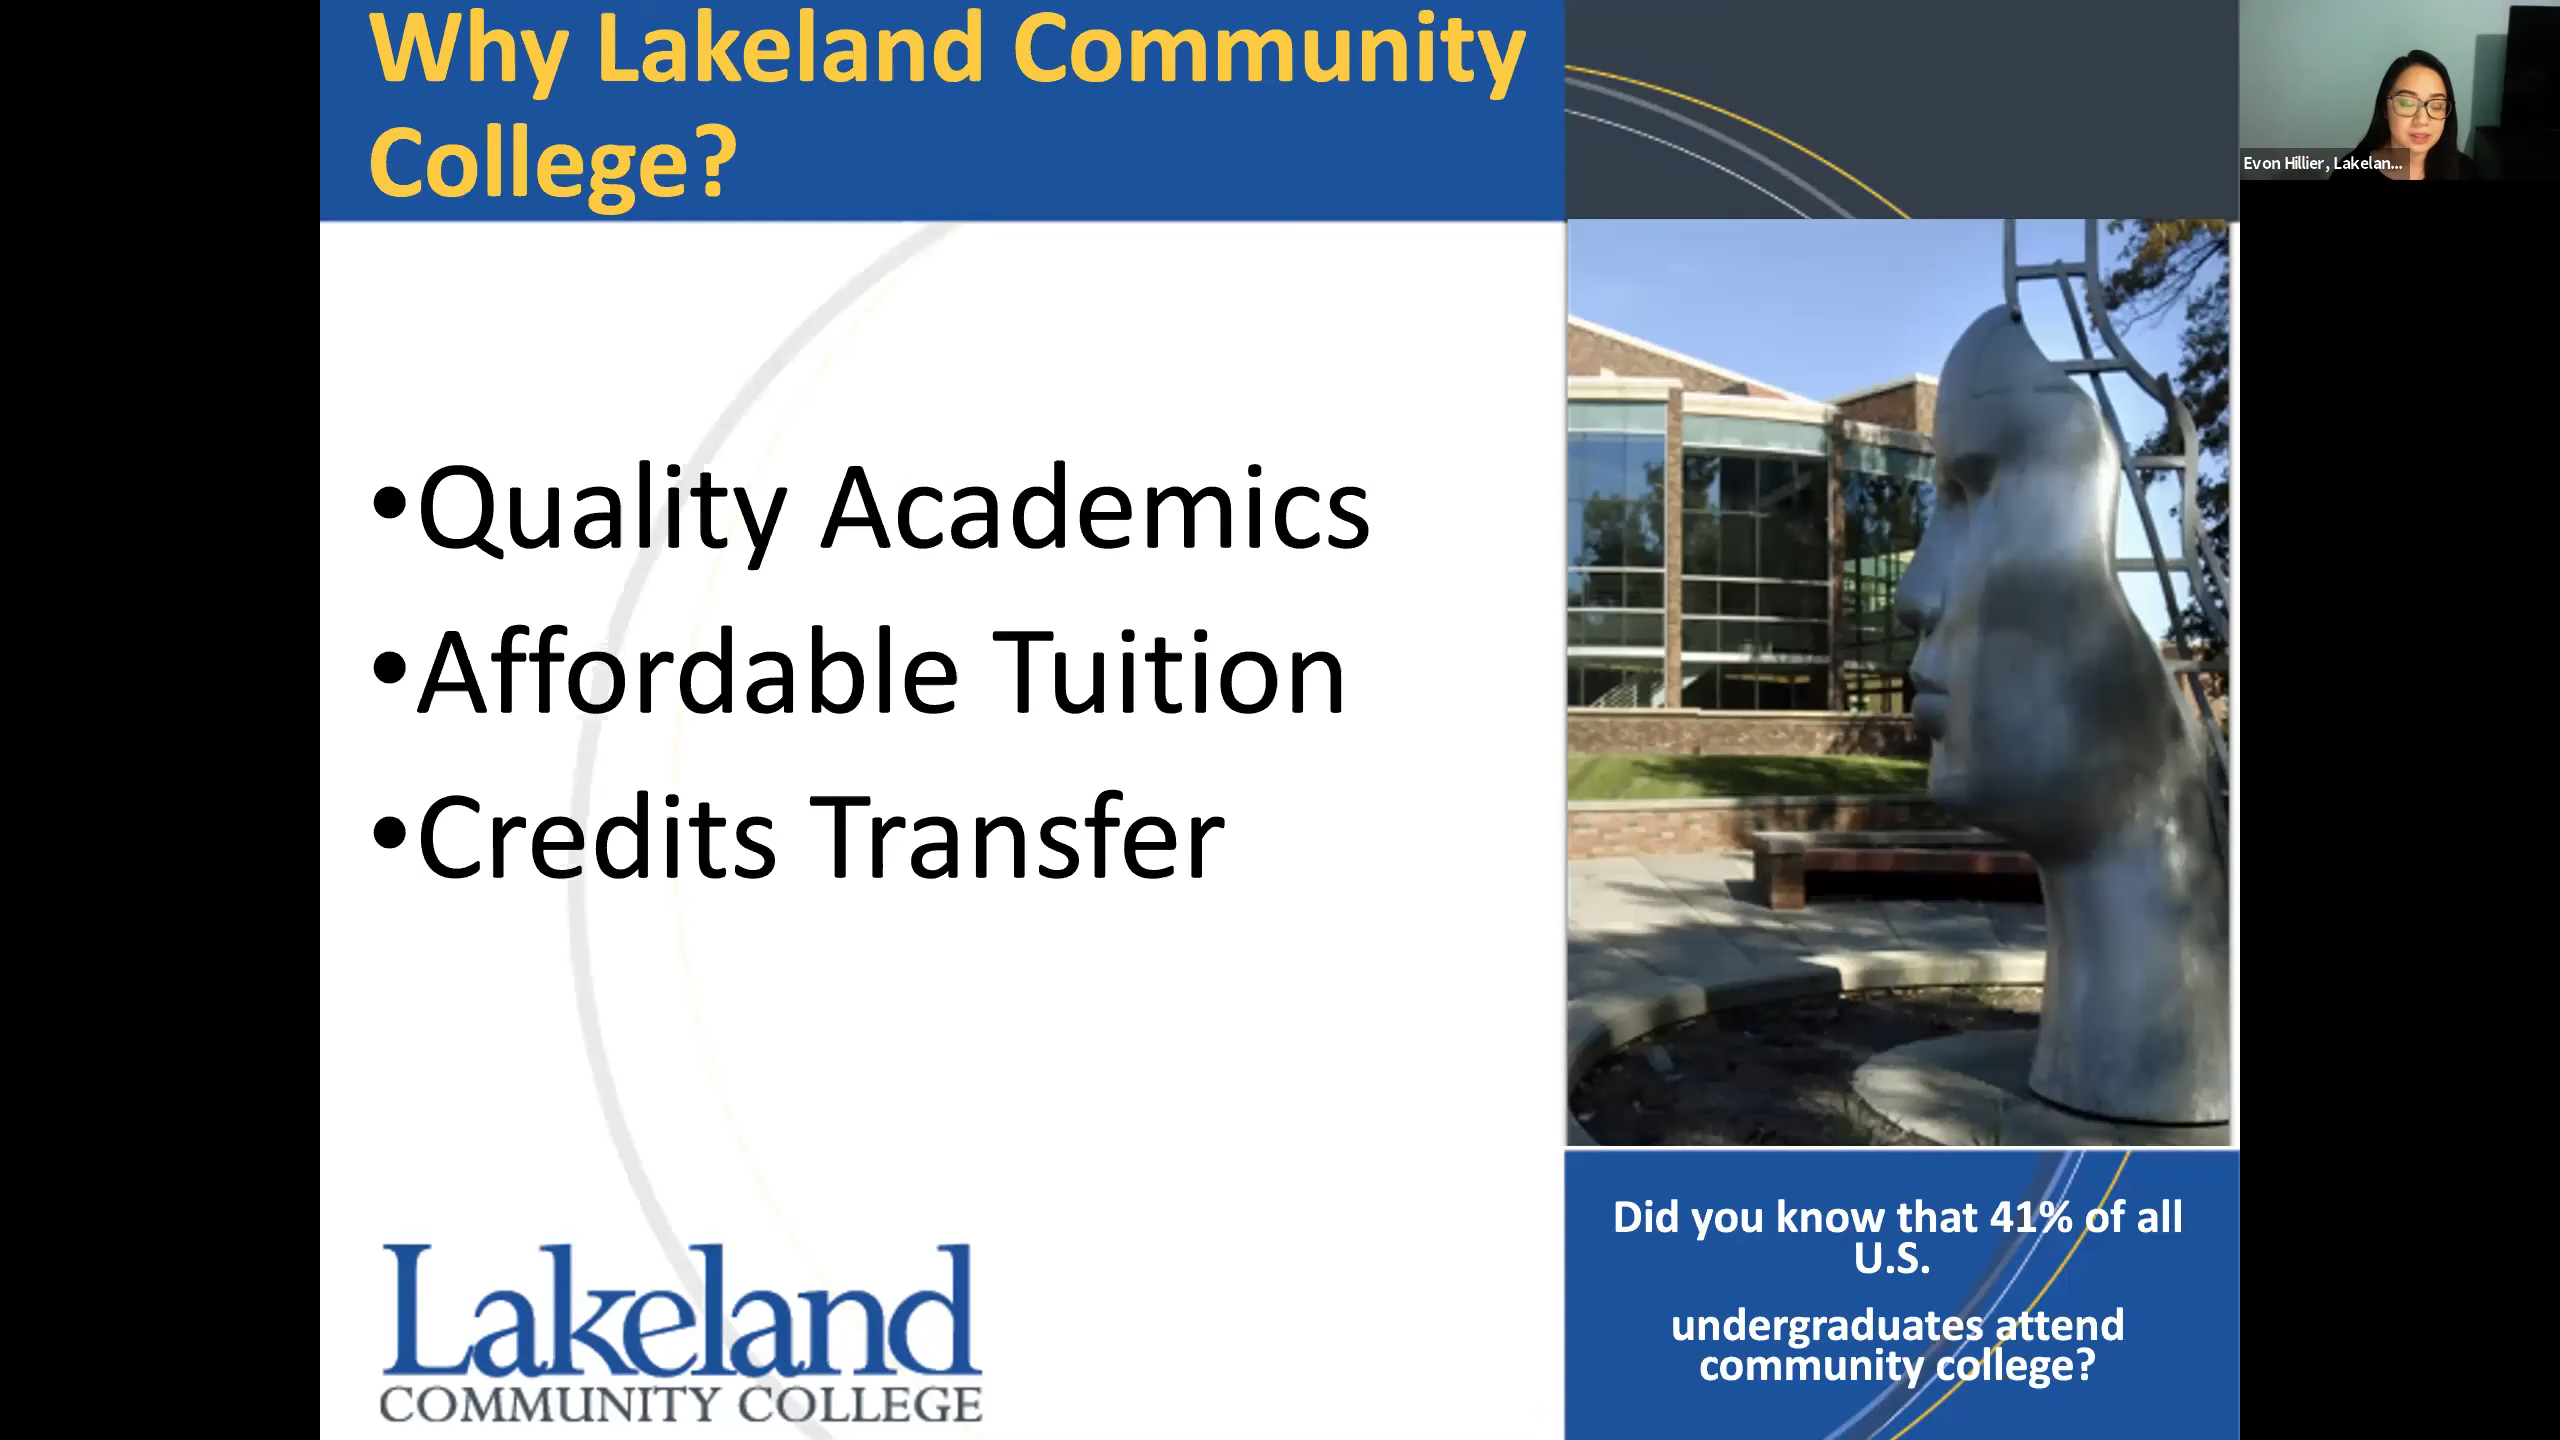 Why Lakeland Community
College?
Evon Hillier, Lakelan...
•Quality Academics
•Affordable Tuition
•Credits Transfer
Did you know that 41% of all
U.S.
undergraduates attend
community college?
Lakeland
COMMUNITY COLLEGE